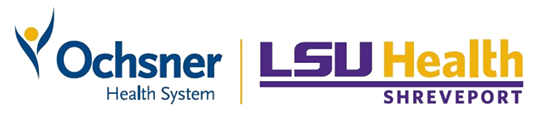 Ochsner
Health System
LSU Health
SHREVEPORT